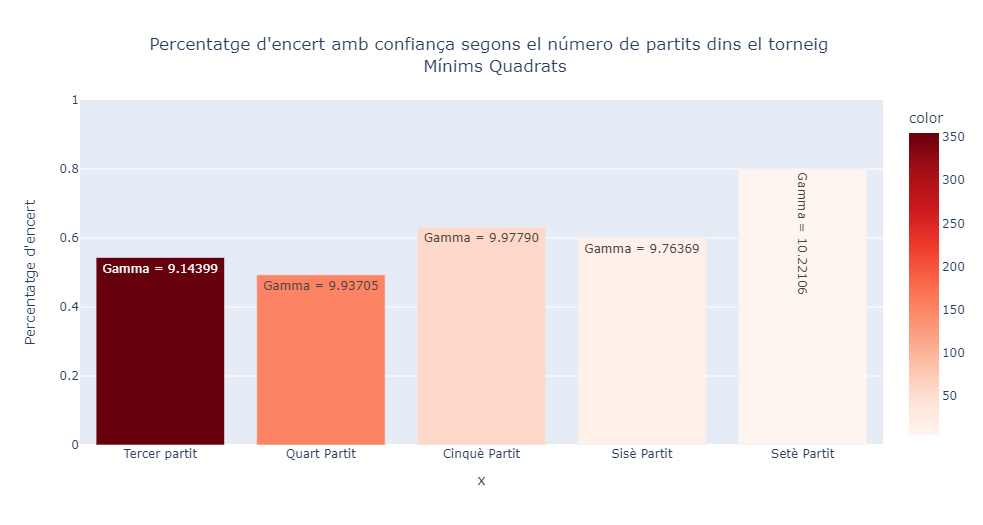 Percentatge d'encert amb confiança segons el número de partits dins el torneig
Mínims Quadrats
color
Percentatge d'encert
1
0.8
0.6
0.4
0.2
0
Gamma = 9.14399
Gamma = 9.93705
Gamma = 9.97790
Gamma = 9.76369
Gamma = 10.22106
Tercer partit
Quart Partit
Cinquè Partit
Sisè Partit
Setè Partit
x
350
300
250
200
150
100
50